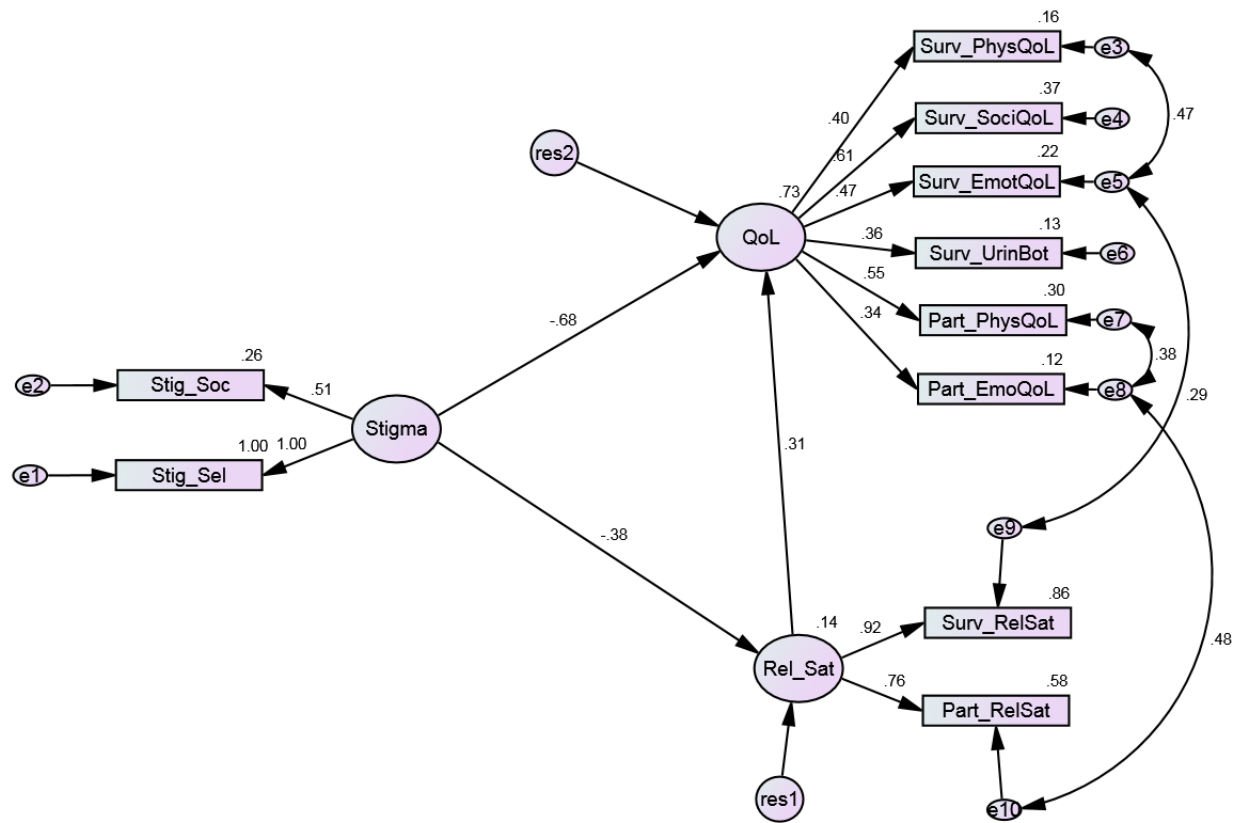 .16
Surv_PhysQoL
e3
.37
.40
Surv_SociQoL
e4
.47
res2
.61
.22
.73
.47
Surv_EmotQoL
e5
QoL
.36
.13
Surv_UrinBot
e6
.55
.30
-.68
.34
Part_PhysQoL
e7
.26
.12
.38
e2
Stig_Soc
.51
Part_EmoQoL
e8
.29
Stigma
1.00
1.00
.31
e1
Stig_Sel
-.38
e9
.86
.14
.92
Surv_RelSat
.48
Rel_Sat
.76
.58
Part_RelSat
res1
e10